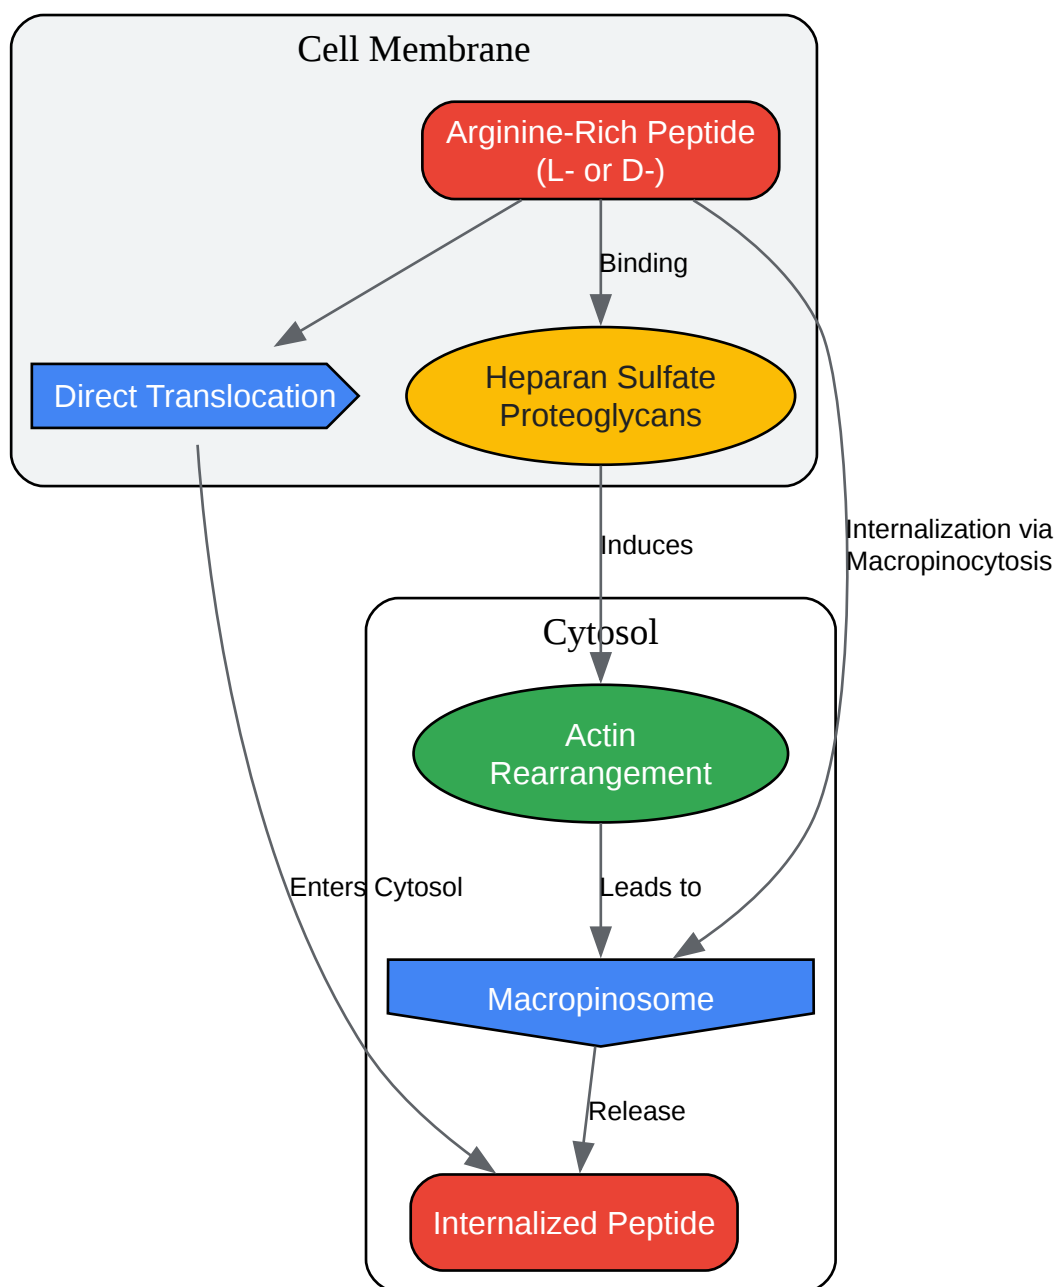 Cell Membrane
Arginine-Rich Peptide
(L- or D-)
Binding
Direct Translocation
Heparan Sulfate
Proteoglycans
Induces
Internalization via
Macropinocytosis
Cytosol
Actin
Rearrangement
Enters Cytosol
Leads to
Macropinosome
Release
Internalized Peptide